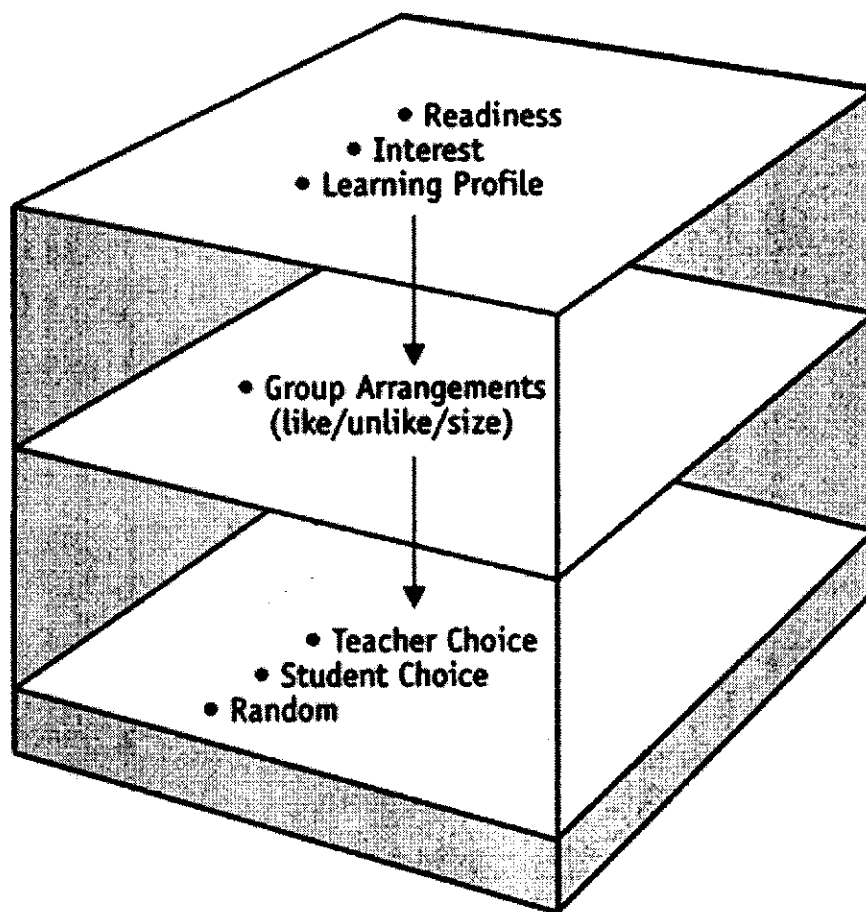 • Readiness
• Interest
• Learning Profile
• Group Arrangements
(like/unlike/size)
• Teacher Choice
• Student Choice
• Random